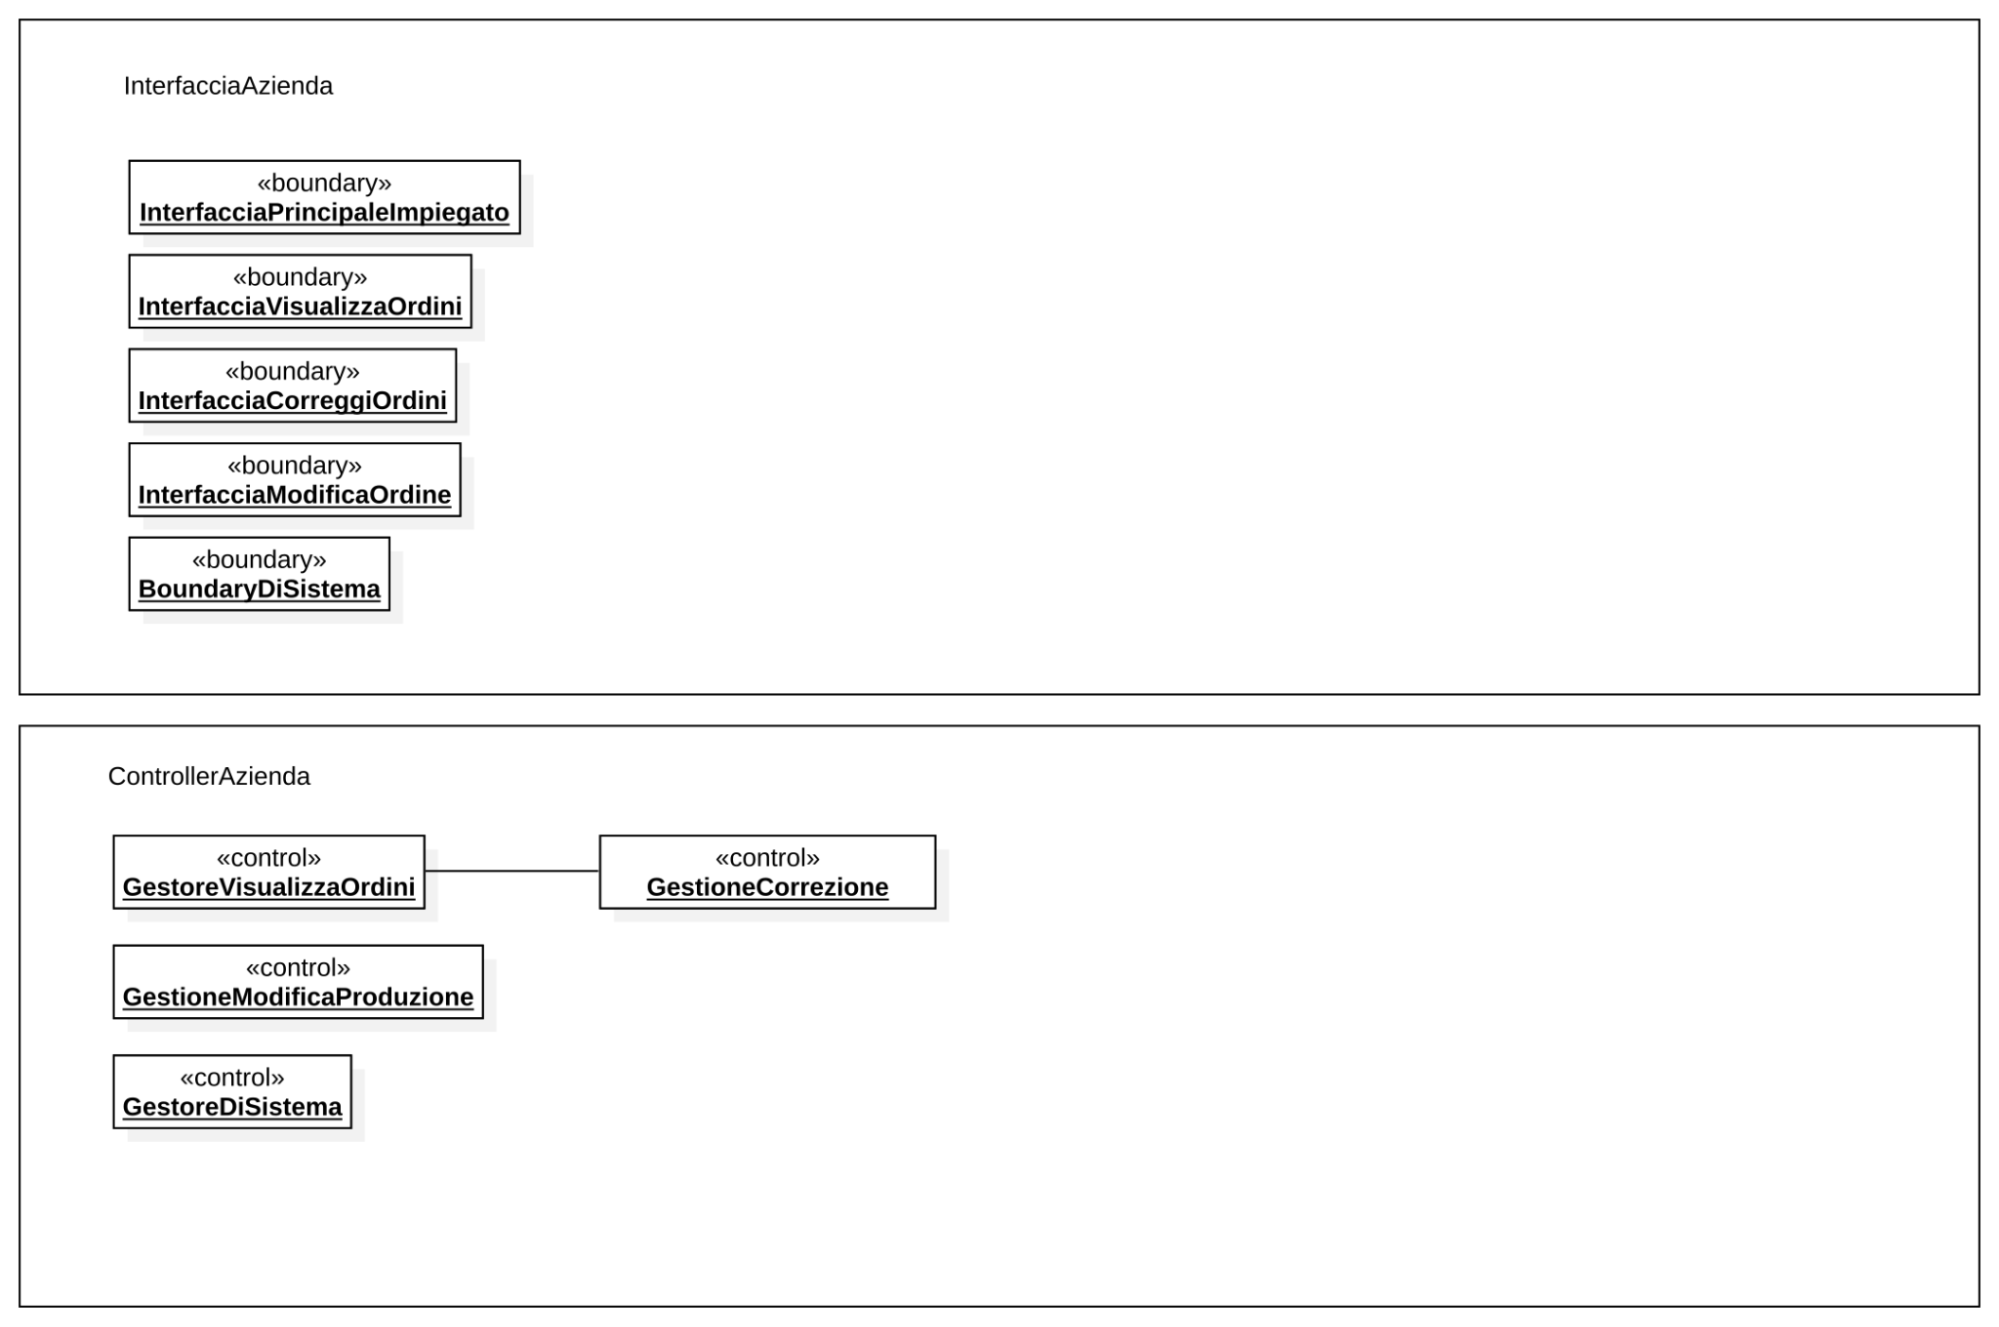 InterfacciaAzienda
«boundary»
InterfacciaPrincipaleImpiegato
«boundary»
InterfacciaVisualizzaOrdini
«boundary»
InterfacciaCorreggiOrdini
«boundary»
InterfacciaModificaOrdine
«boundary»
BoundaryDiSistema
ControllerAzienda
«control»
GestoreVisualizzaOrdini
«control»
GestioneCorrezione
«control»
GestioneModificaProduzione
«control»
GestoreDiSistema